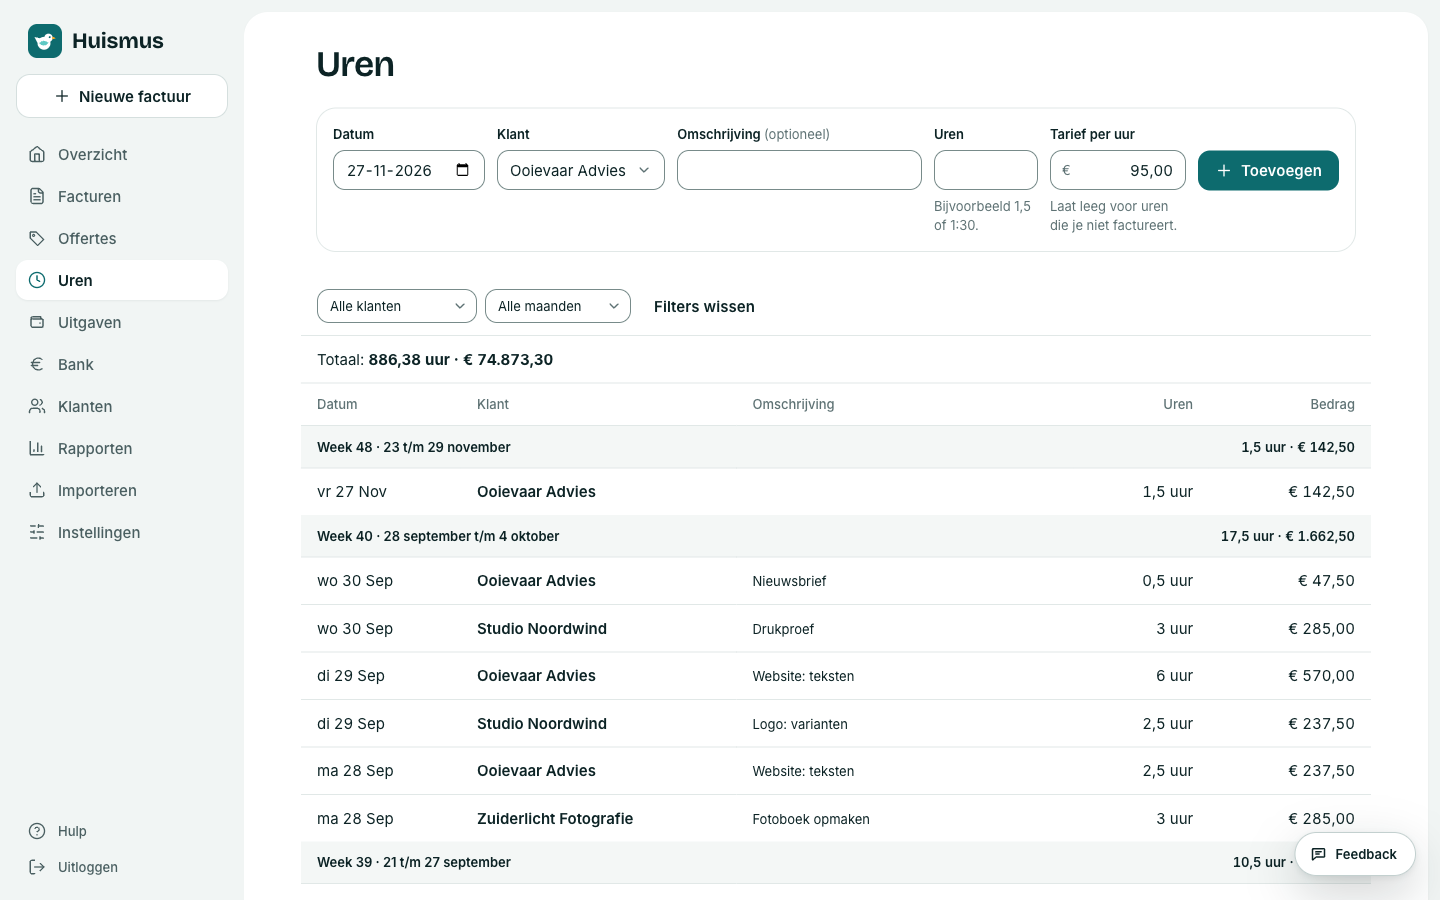 Huismus
Nieuwe factuur
Overzicht
Facturen
Offertes
Uren
Uitgaven
Bank
Klanten
Rapporten
Importeren
Instellingen
Hulp
Uitloggen
Uren
Datum Klant Omschrijving (optioneel) Uren Tarief per uur
27-11-2026 Ooievaar Advies € 95,00 Toevoegen
Bijvoorbeeld 1,5 Laat leeg voor uren
of 1:30. die je niet factureert.
Alle klanten Alle maanden Filters wissen
Totaal: 886,38 uur · € 74.873,30
Datum Klant Omschrijving Uren Bedrag
Week 48 · 23 t/m 29 november 1,5 uur · € 142,50
vr 27 Nov Ooievaar Advies 1,5 uur € 142,50
Week 40 · 28 september t/m 4 oktober 17,5 uur · € 1.662,50
wo 30 Sep Ooievaar Advies Nieuwsbrief 0,5 uur € 47,50
wo 30 Sep Studio Noordwind Drukproef 3 uur € 285,00
di 29 Sep Ooievaar Advies Website: teksten 6 uur € 570,00
di 29 Sep Studio Noordwind Logo: varianten 2,5 uur € 237,50
ma 28 Sep Ooievaar Advies Website: teksten 2,5 uur € 237,50
ma 28 Sep Zuiderlicht Fotografie Fotoboek opmaken 3 uur € 285,00
Week 39 · 21 t/m 27 september 10,5 uur ·
Feedback